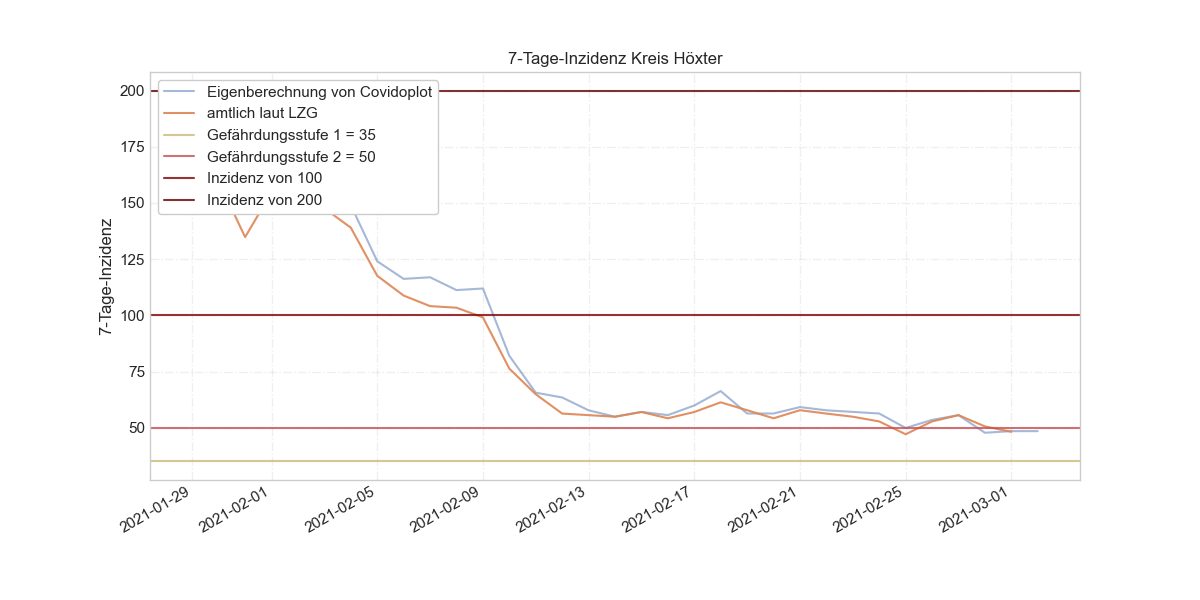 7-Tage-Inzidenz Kreis Höxter
Eigenberechnung von Covidoplot
amtlich laut LZG
Gefährdungsstufe 1 = 35
Gefährdungsstufe 2 = 50
Inzidenz von 100
Inzidenz von 200
7-Tage-Inzidenz
200
175
150
125
100
75
50
2021-01-29
2021-02-01
2021-02-05
2021-02-09
2021-02-13
2021-02-17
2021-02-21
2021-02-25
2021-03-01